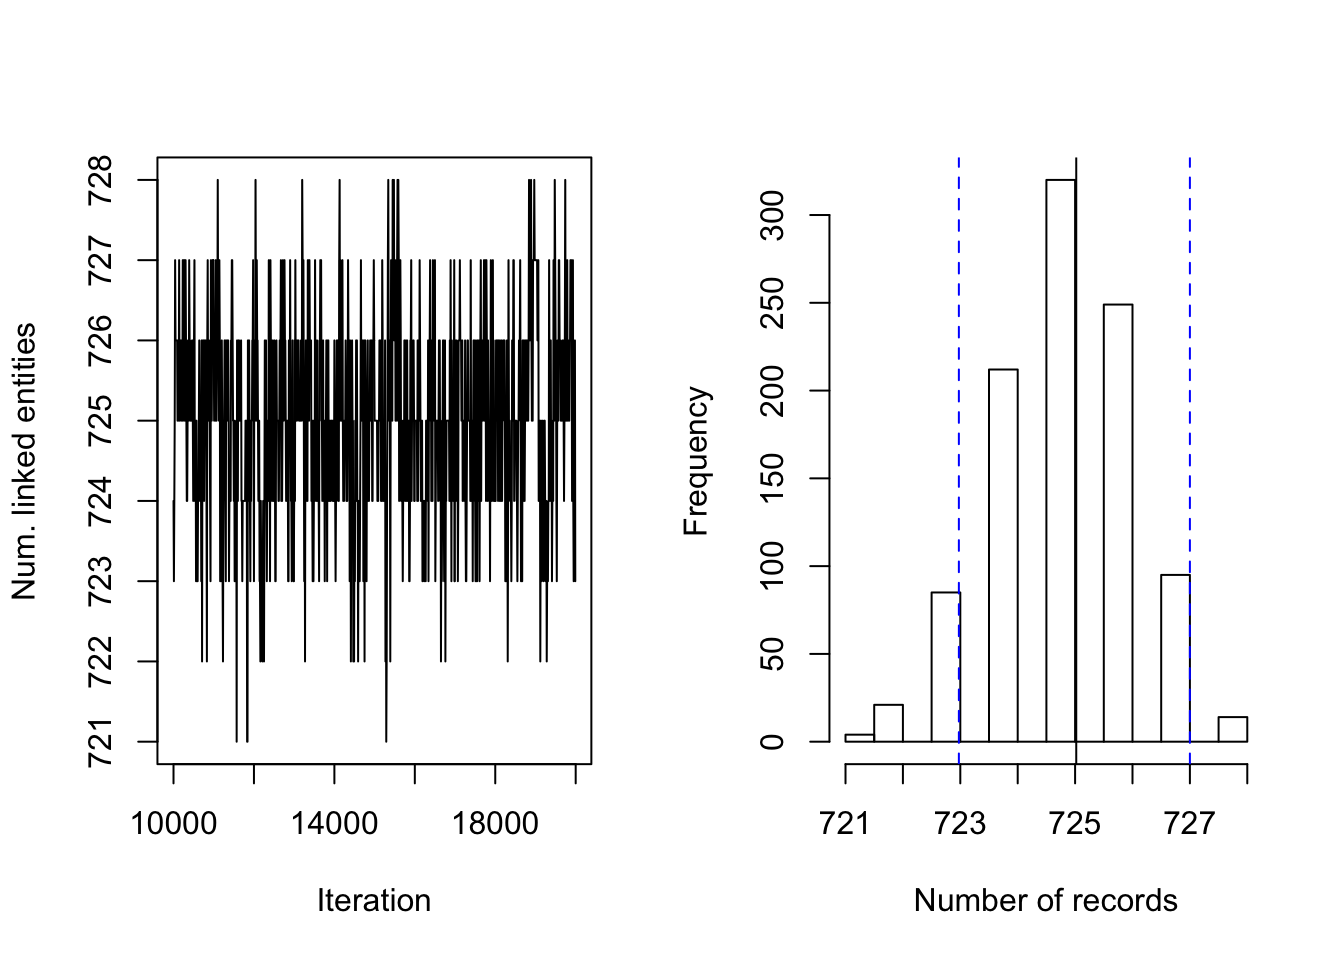 Num. linked entities
728
727
726
725
724
723
722
721
10000 14000 18000
Iteration
Frequency
300
250
200
150
100
50
0
721 723 725 727
Number of records